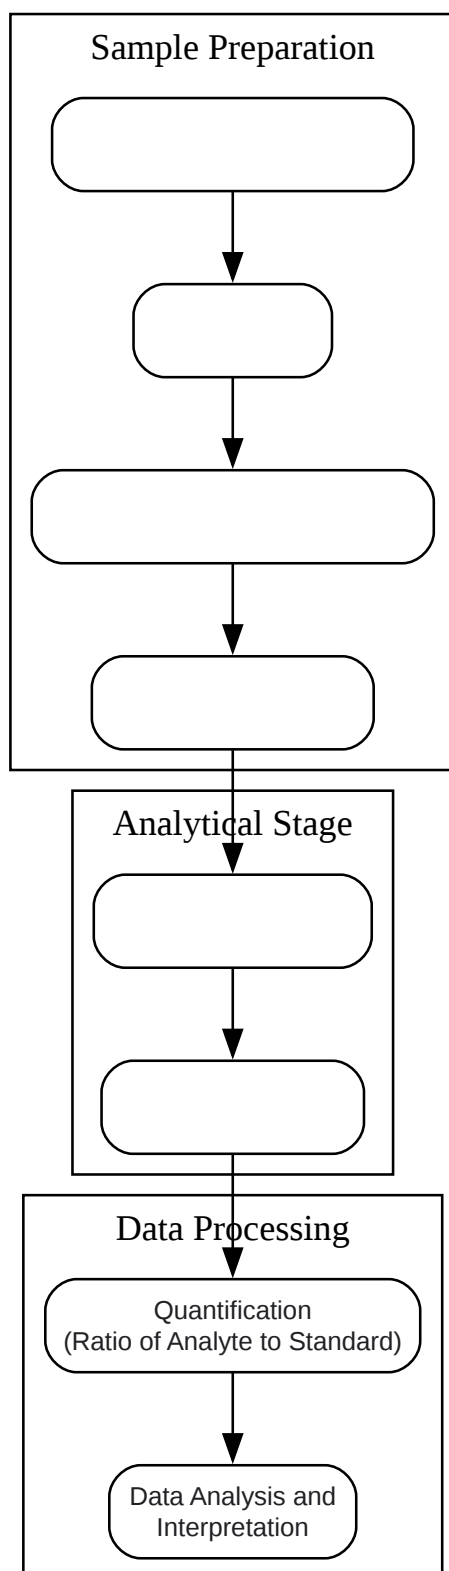 Sample Preparation
Analytical Stage
Data Processing
Quantification
(Ratio of Analyte to Standard)
Data Analysis and
Interpretation